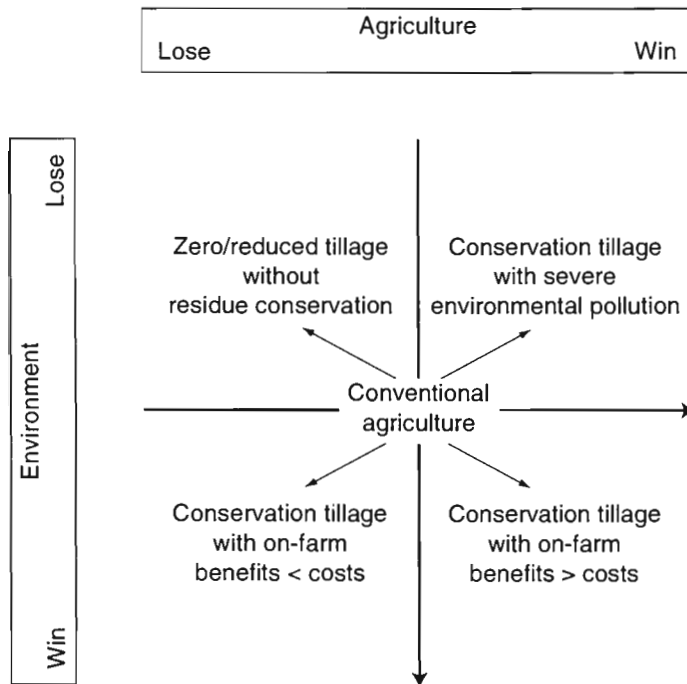 Agriculture
Lose Win
Lose
Environment
Win
Zero/reduced tillage
without
residue conservation
Conservation tillage
with severe
environmental pollution
Conventional
agriculture
Conservation tillage
with on-farm
benefits < costs
Conservation tillage
with on-farm
benefits > costs